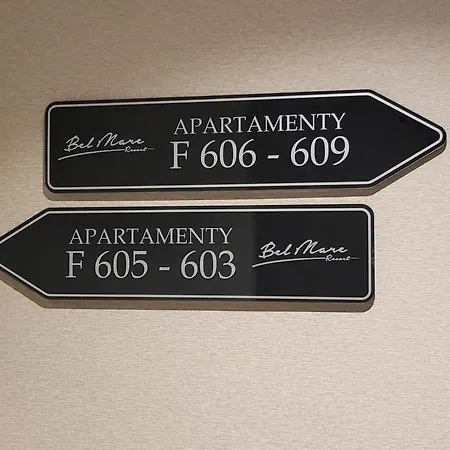 Bel Mare
Resort
APARTAMENTY
F 606 - 609
APARTAMENTY
F 605 - 603
Bel Mare
Resort